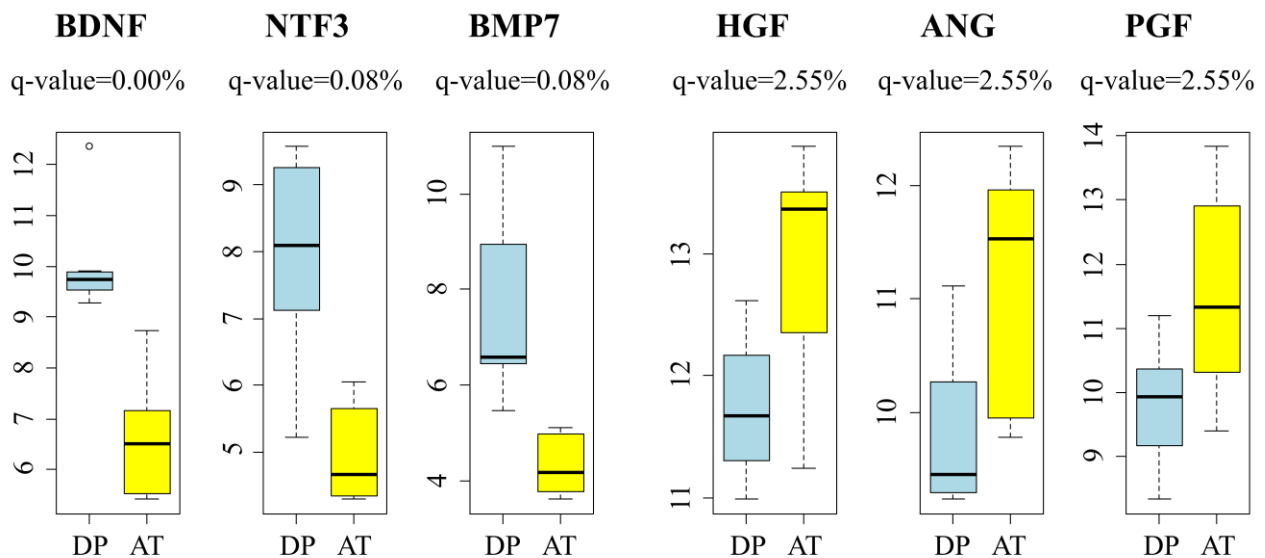 BDNF NTF3 BMP7 HGF ANG PGF
q-value=0.00% q-value=0.08% q-value=0.08% q-value=2.55% q-value=2.55% q-value=2.55%
6 7 8 9 10 11 12
5 6 7 8 9
4 6 8 10
11 12 13
10 11 12
9 10 11 12 13 14
DP AT DP AT DP AT DP AT DP AT DP AT